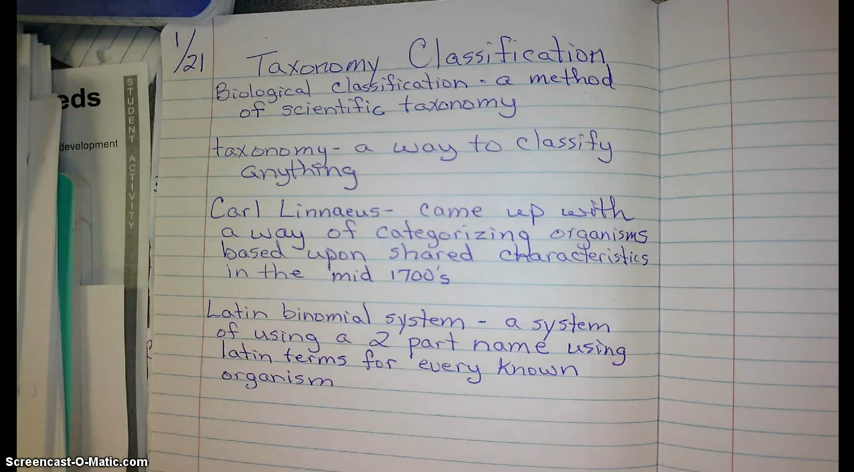 1/21
Taxonomy Classification
Biological classification - a method
of scientific taxonomy
taxonomy - a way to classify
anything
Carl Linnaeus - came up with
a way of categorizing organisms
based upon shared characteristics
in the mid 1700's
Latin binomial system - a system
of using a 2 part name using
latin terms for every known
organism
eds
development
STUDENT ACTIVITY
Screencast-O-Matic.com